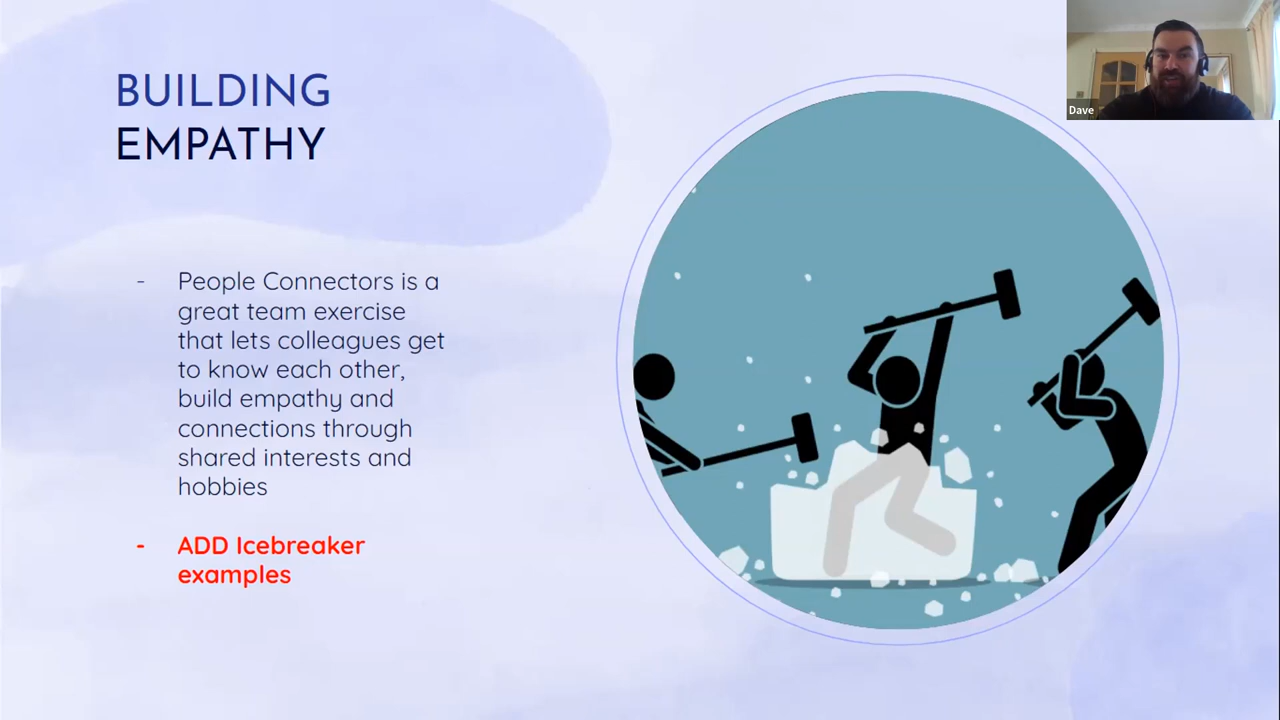 BUILDING
EMPATHY
- People Connectors is a
great team exercise
that lets colleagues get
to know each other,
build empathy and
connections through
shared interests and
hobbies
- ADD Icebreaker
examples
Dave